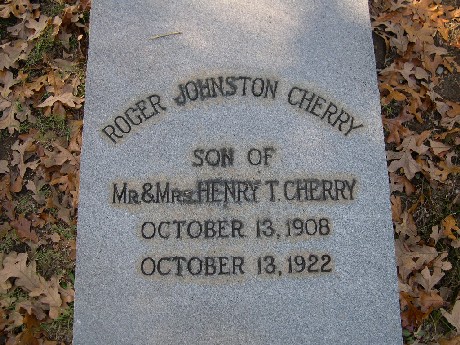 ROGER JOHNSTON CHERRY
SON OF
MR.&MRS. HENRY T. CHERRY
OCTOBER 13, 1908
OCTOBER 13, 1922